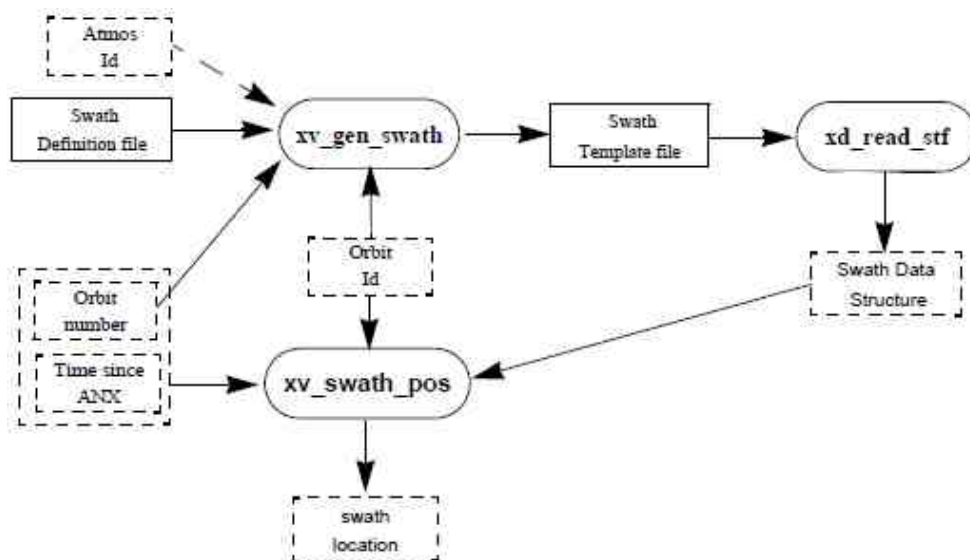 Atmos
Id
Swath
Definition file
xv_gen_swath
Swath
Template file
xd_read_stf
Orbit
Id
Swath Data
Structure
Orbit
number
Time since
ANX
xv_swath_pos
swath
location